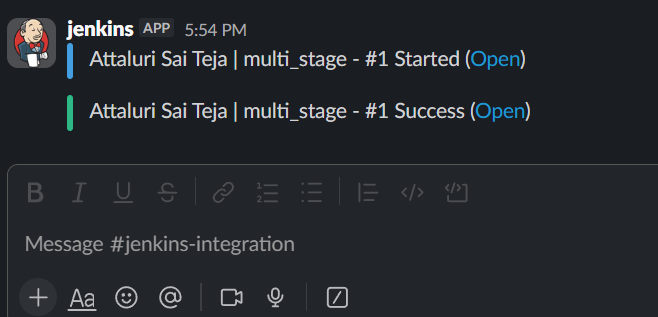 jenkins APP 5:54 PM
Attaluri Sai Teja | multi_stage - #1 Started (Open)
Attaluri Sai Teja | multi_stage - #1 Success (Open)
B I U S
Message #jenkins-integration
Aa